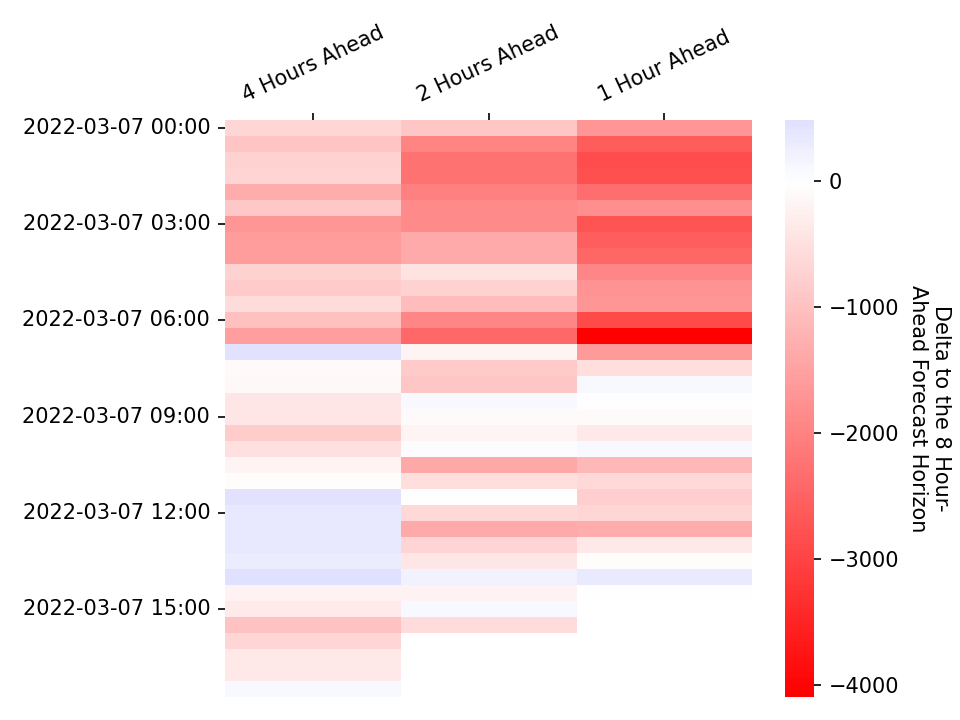 4 Hours Ahead
2 Hours Ahead
1 Hour Ahead
2022-03-07 00:00
2022-03-07 03:00
2022-03-07 06:00
2022-03-07 09:00
2022-03-07 12:00
2022-03-07 15:00
0
−1000
−2000
−3000
−4000
Delta to the 8 Hour-
Ahead Forecast Horizon